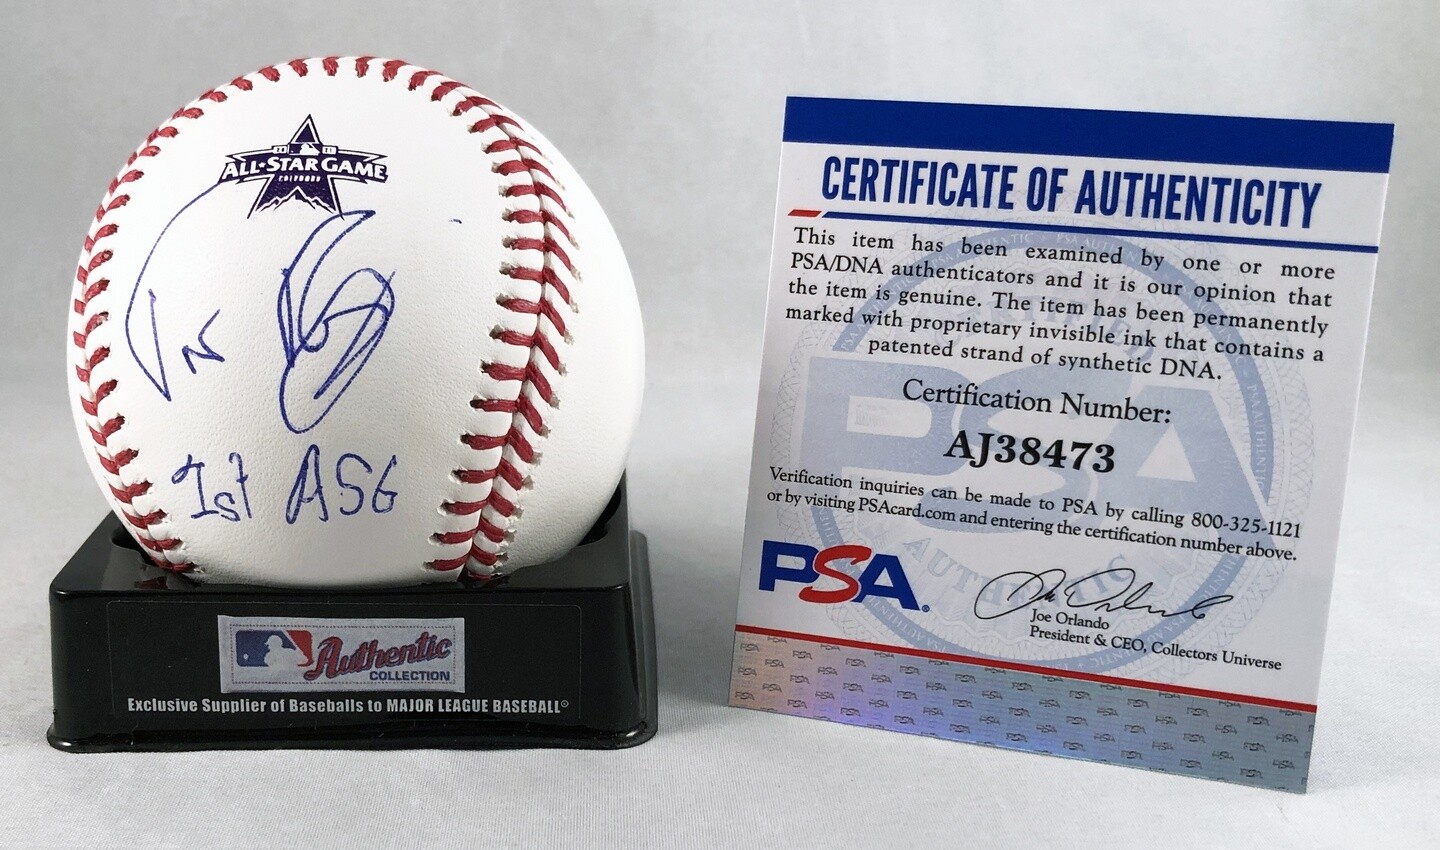 2021
ALL★STAR GAME
COLORADO
1st ASG
Authentic
COLLECTION
Exclusive Supplier of Baseballs to MAJOR LEAGUE BASEBALL®
CERTIFICATE OF AUTHENTICITY
This item has been examined by one or more
PSA/DNA authenticators and it is our opinion that
the item is genuine. The item has been permanently
marked with proprietary invisible ink that contains a
patented strand of synthetic DNA.
Certification Number:
AJ38473
Verification inquiries can be made to PSA by calling 800-325-1121
or by visiting PSAcard.com and entering the certification number above.
PSA®
Joe Orlando
President & CEO, Collectors Universe